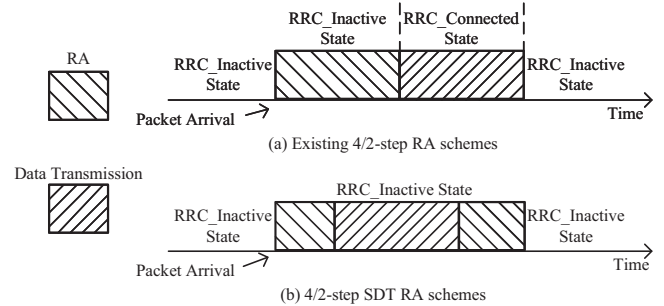 RRC_Inactive State
RRC_Connected State
RA
RRC_Inactive State
RRC_Inactive State
Packet Arrival
Time
(a) Existing 4/2-step RA schemes
Data Transmission
RRC_Inactive State
RRC_Inactive State
RRC_Inactive State
Packet Arrival
Time
(b) 4/2-step SDT RA schemes